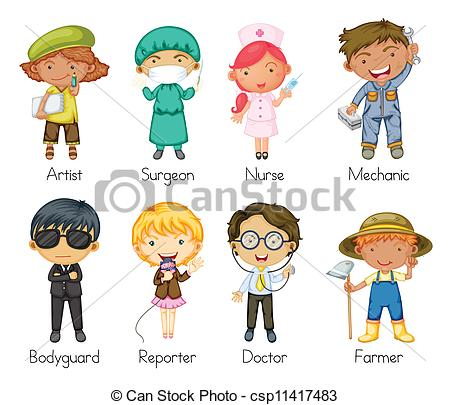 Artist Surgeon Nurse Mechanic
© Can Stock Photo
Bodyguard Reporter Doctor Farmer
© Can Stock Photo - csp11417483